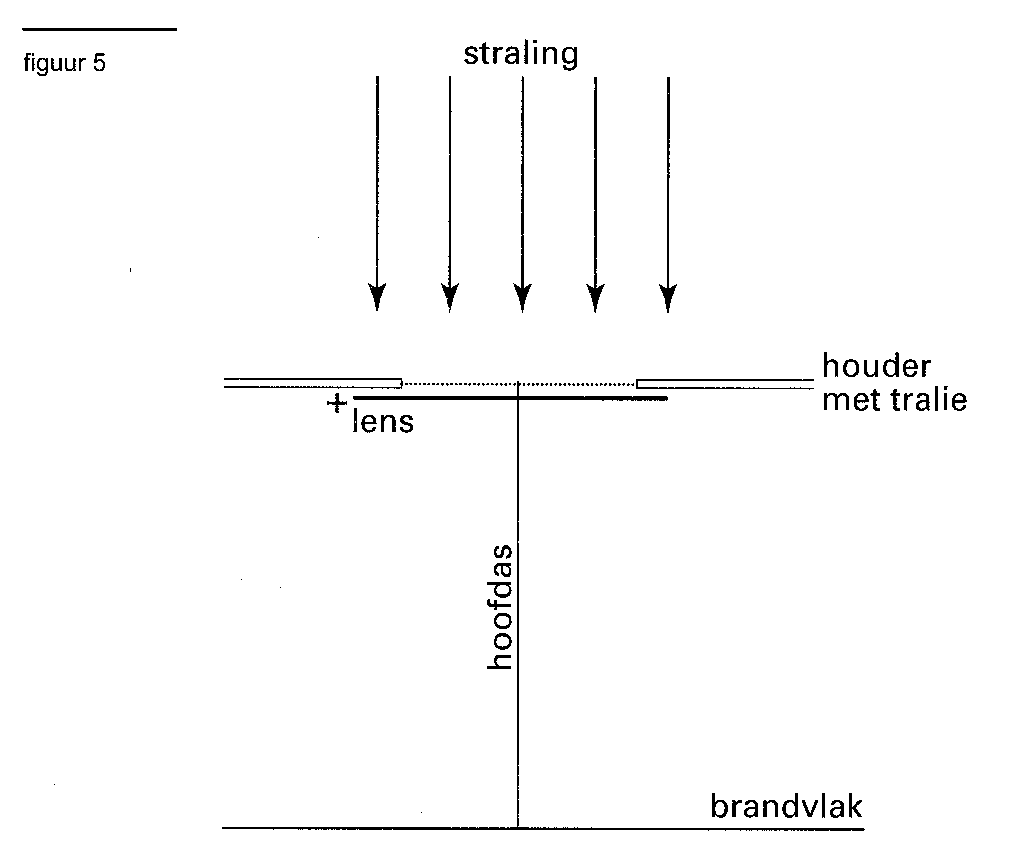 figuur 5
straling
houder
met tralie
+
lens
hoofdas
brandvlak